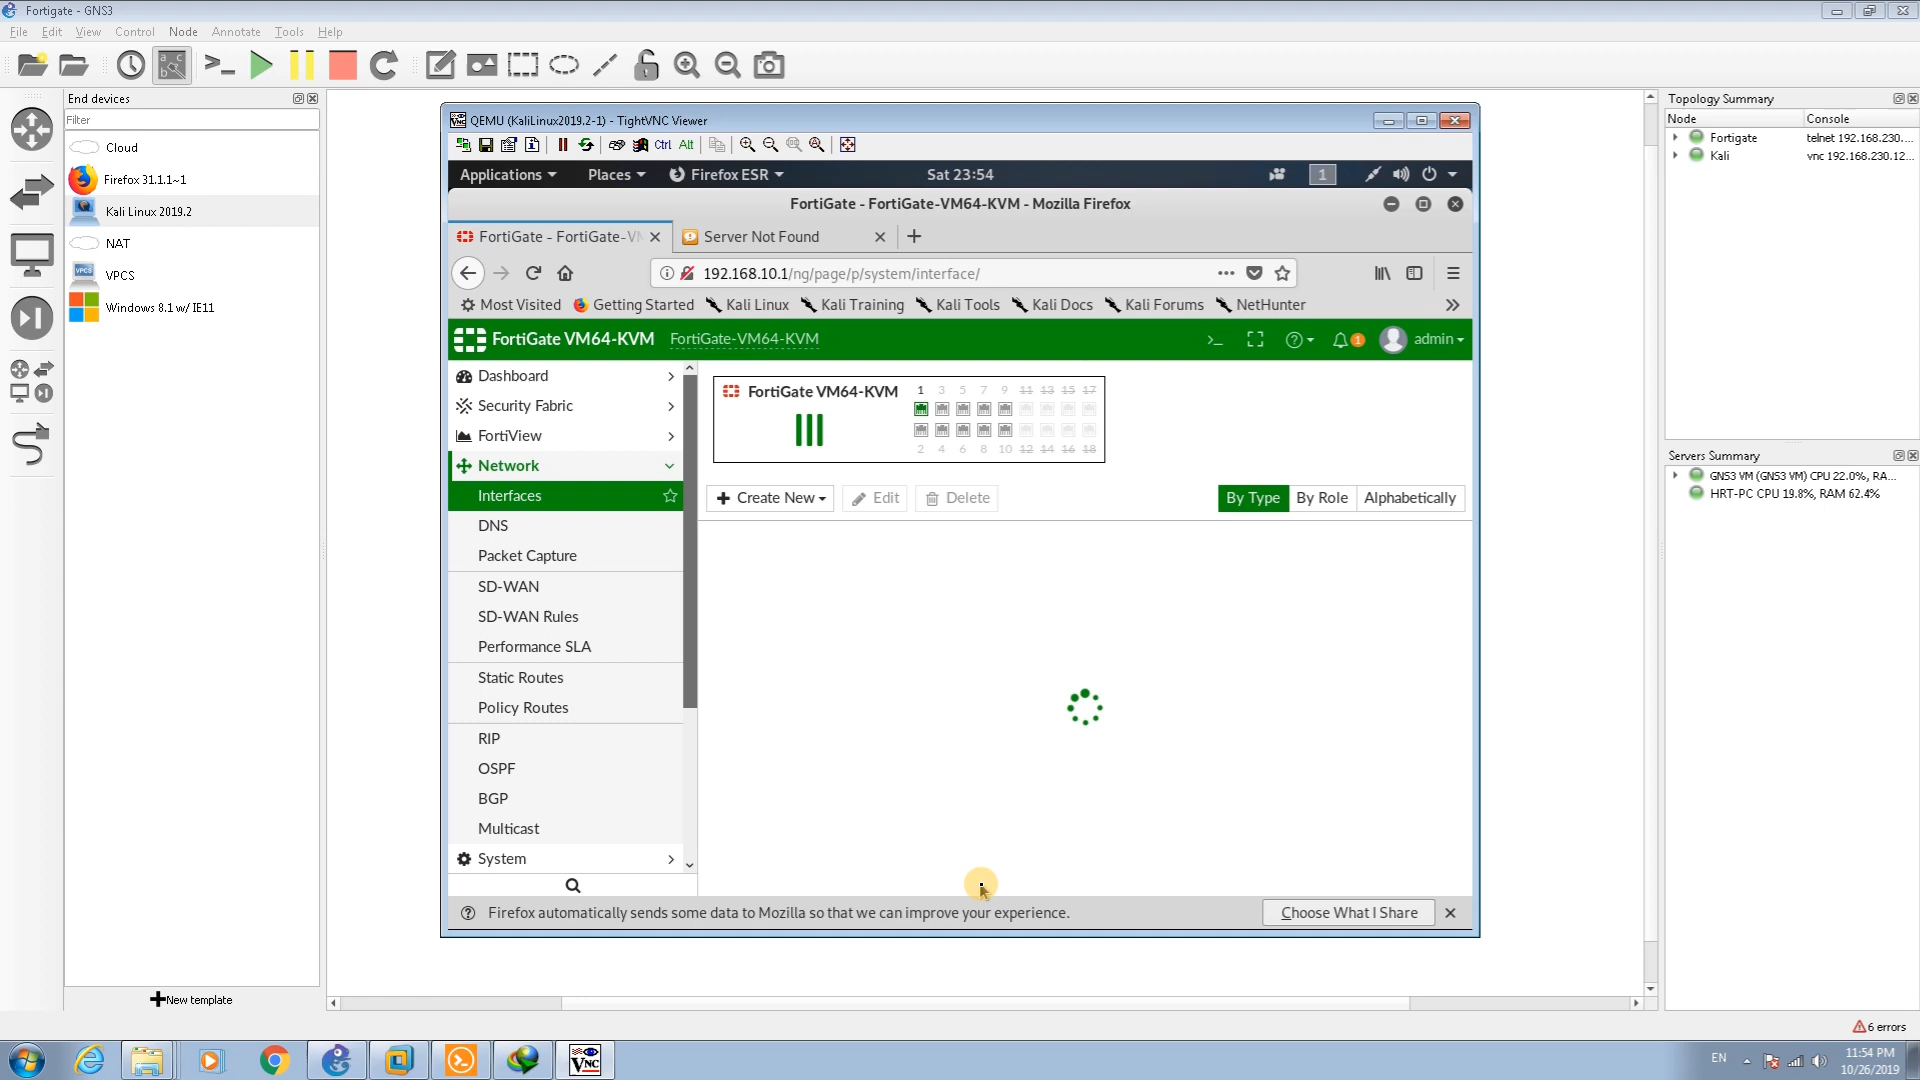 Fortigate - GNS3
File Edit View Control Node Annotate Tools Help
End devices
Filter
Cloud
Firefox 31.1.1~1
Kali Linux 2019.2
NAT
VPCS
VPCS
Windows 8.1 w/ IE11
New template
QEMU (KaliLinux2019.2-1) - TightVNC Viewer
Ctrl Alt
Applications Places Firefox ESR Sat 23:54 1
FortiGate - FortiGate-VM64-KVM - Mozilla Firefox
FortiGate - FortiGate-VM Server Not Found
192.168.10.1/ng/page/p/system/interface/
Most Visited Getting Started Kali Linux Kali Training Kali Tools Kali Docs Kali Forums NetHunter
FortiGate VM64-KVM FortiGate-VM64-KVM >_ 1 admin
Dashboard
Security Fabric
FortiView
Network
Interfaces
DNS
Packet Capture
SD-WAN
SD-WAN Rules
Performance SLA
Static Routes
Policy Routes
RIP
OSPF
BGP
Multicast
System
FortiGate VM64-KVM
1 3 5 7 9 11 13 15 17
2 4 6 8 10 12 14 16 18
Create New Edit Delete By Type By Role Alphabetically
Firefox automatically sends some data to Mozilla so that we can improve your experience. Choose What I Share
Topology Summary
Node Console
Fortigate telnet 192.168.230....
Kali vnc 192.168.230.12...
Servers Summary
GNS3 VM (GNS3 VM) CPU 22.0%, RA...
HRT-PC CPU 19.8%, RAM 62.4%
6 errors
VNC
EN
11:54 PM
10/26/2019